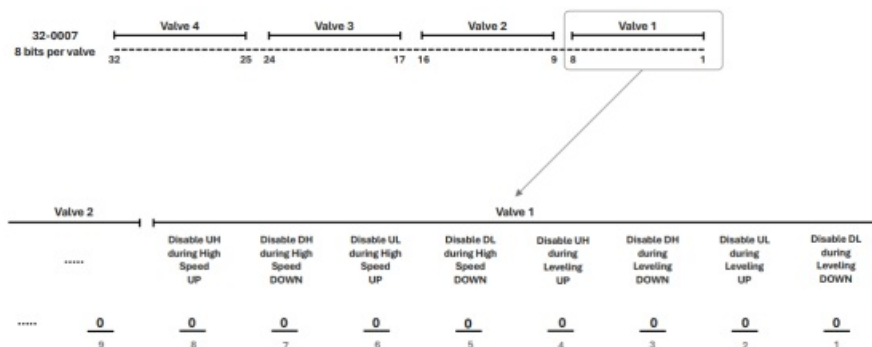 32-0007
8 bits per valve
Valve 4 Valve 3 Valve 2 Valve 1
32 25 24 17 16 9 8 1
Valve 2 Valve 1
..... Disable UH during High Speed UP
Disable DH during High Speed DOWN
Disable UL during High Speed UP
Disable DL during High Speed DOWN
Disable UH during Leveling UP
Disable DH during Leveling DOWN
Disable UL during Leveling UP
Disable DL during Leveling DOWN
..... 0 0 0 0 0 0 0 0 0
9 8 7 6 5 4 3 2 1